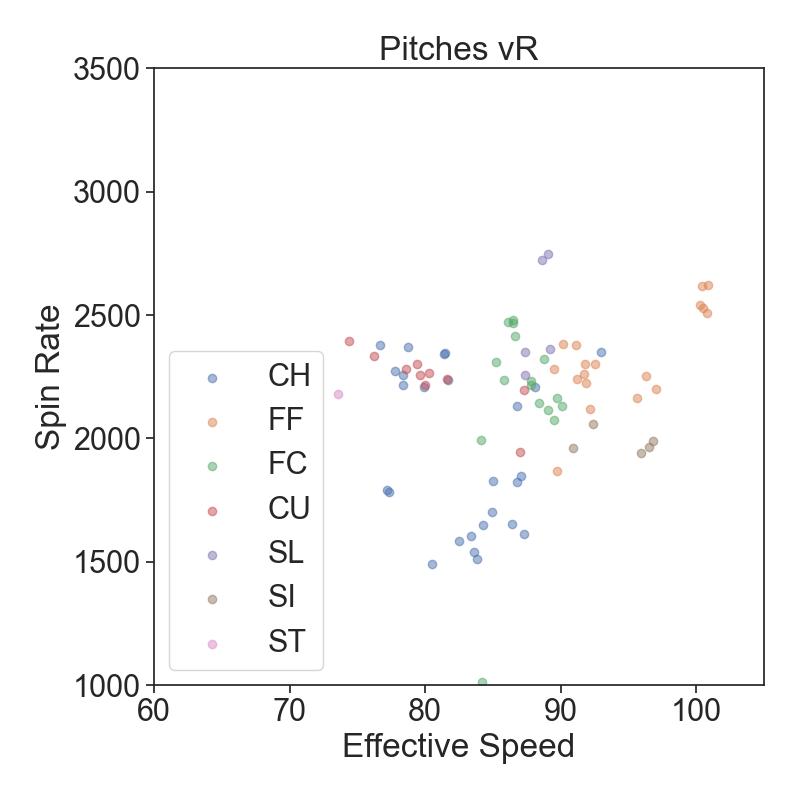 Pitches vR
3500
3000
2500
2000
1500
1000
Spin Rate
CH
FF
FC
CU
SL
SI
ST
60 70 80 90 100
Effective Speed